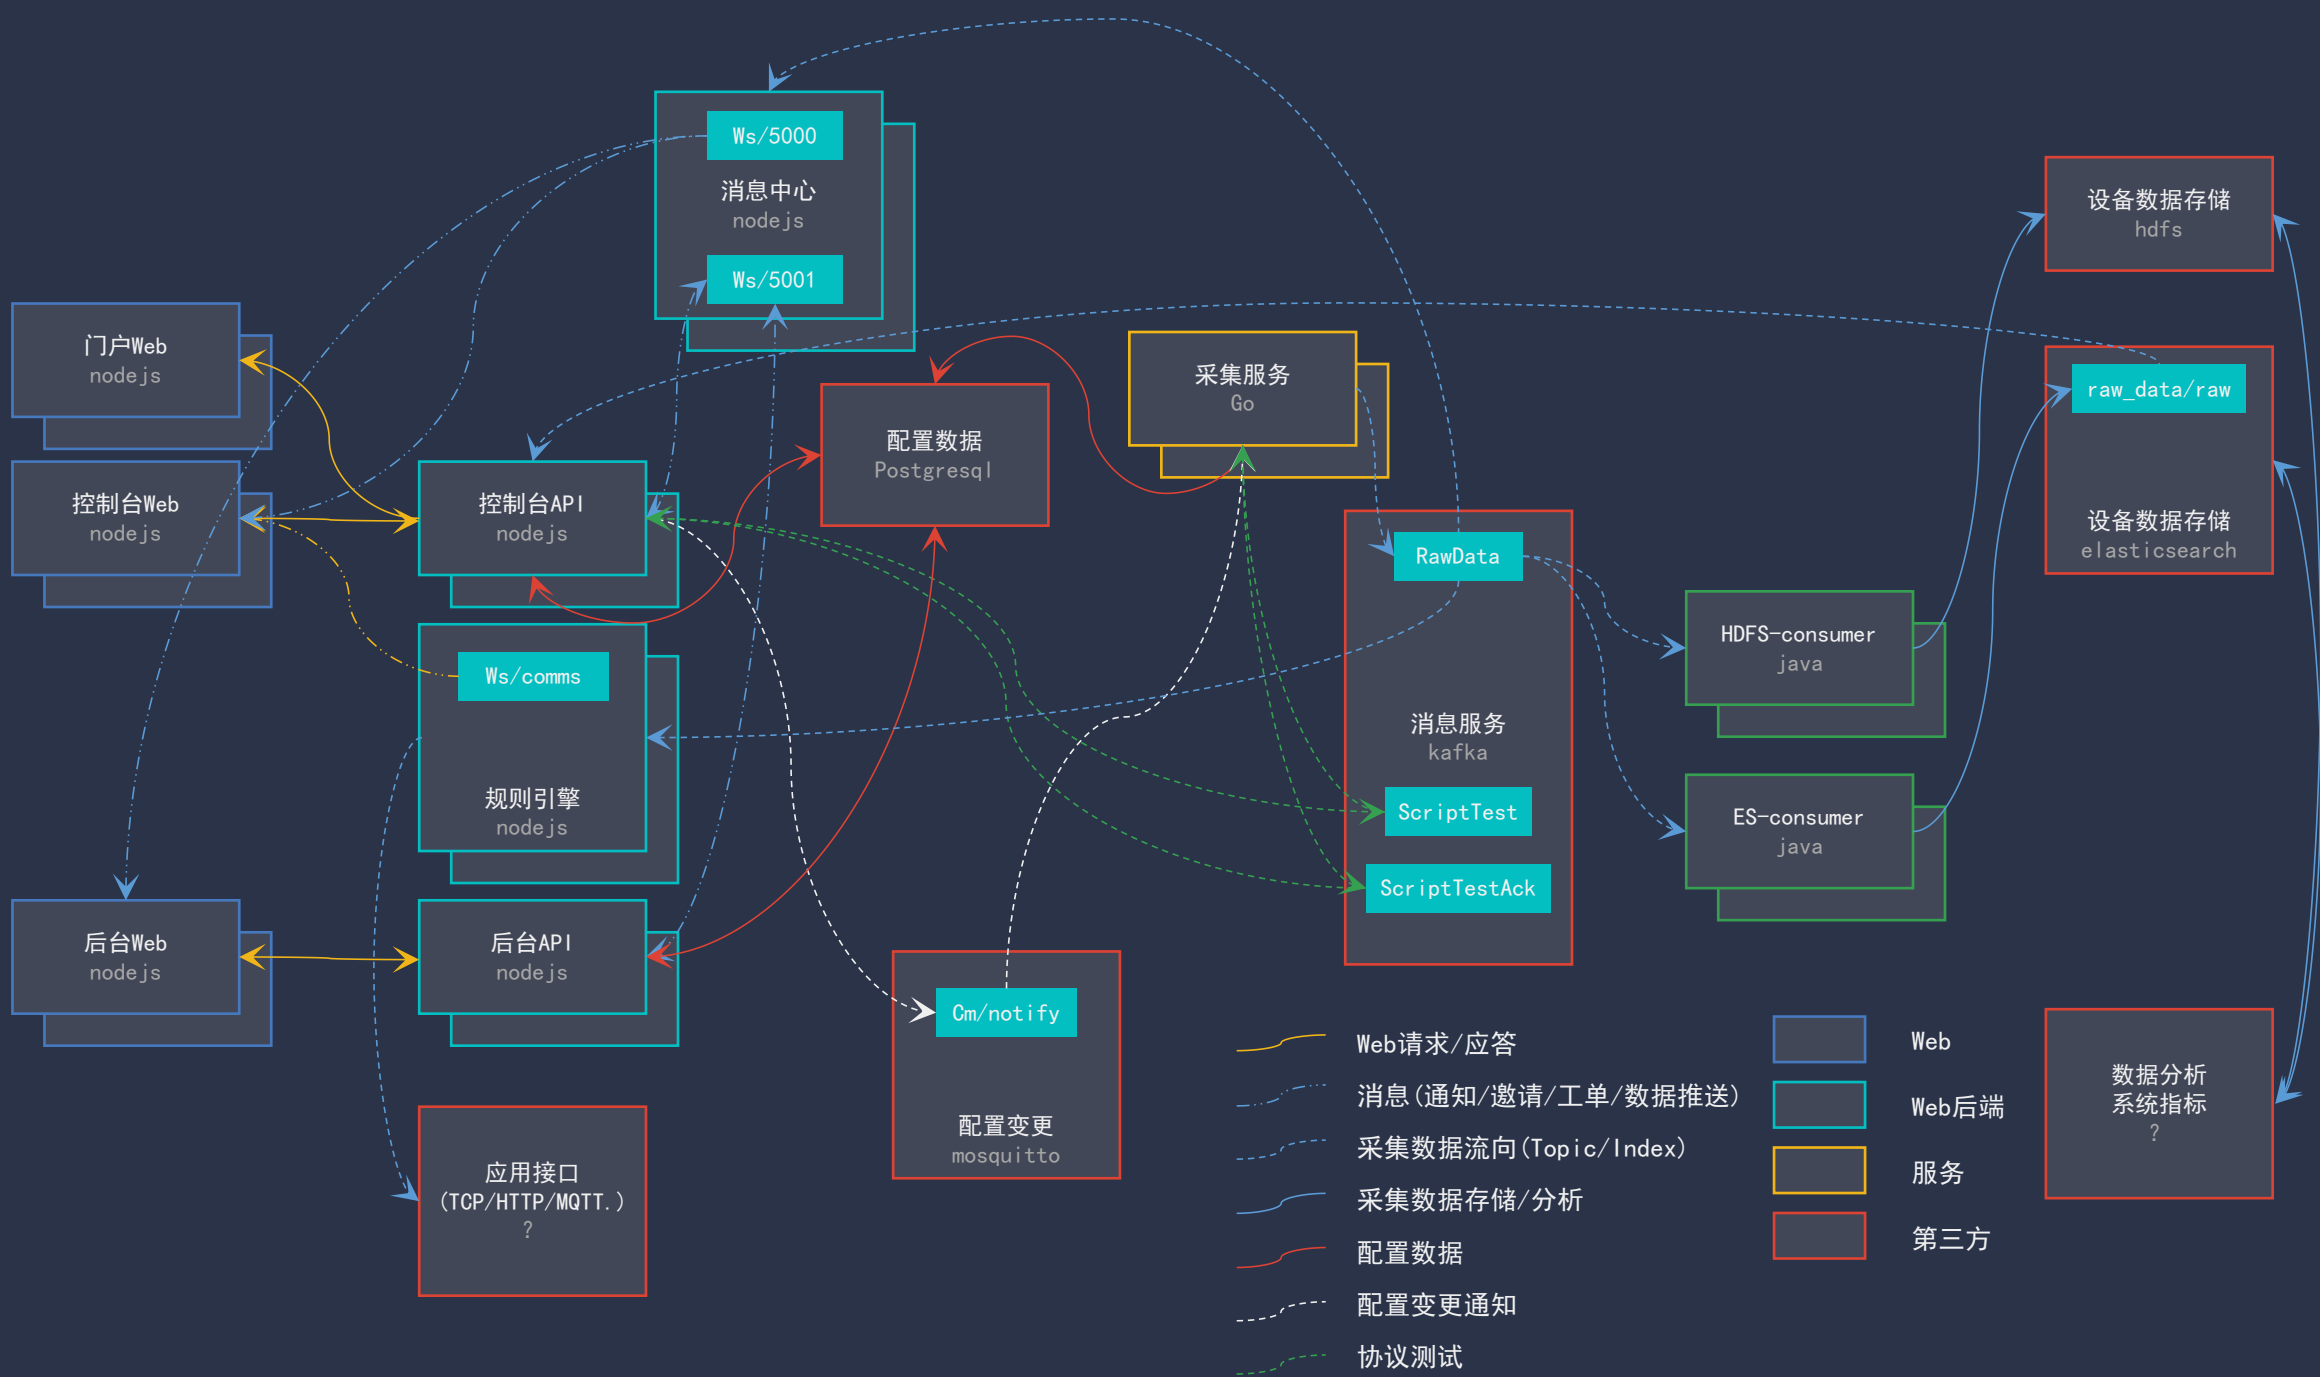 Ws/5000
消息中心
nodejs
Ws/5001
门户Web
nodejs
控制台Web
nodejs
控制台API
nodejs
配置数据
Postgresql
采集服务
Go
设备数据存储
hdfs
raw_data/raw
设备数据存储
elasticsearch
RawData
消息服务
kafka
ScriptTest
ScriptTestAck
HDFS-consumer
java
ES-consumer
java
Ws/comms
规则引擎
nodejs
后台Web
nodejs
后台API
nodejs
Cm/notify
配置变更
mosquitto
应用接口
(TCP/HTTP/MQTT.)
?
数据分析
系统指标
?
Web请求/应答
消息(通知/邀请/工单/数据推送)
采集数据流向(Topic/Index)
采集数据存储/分析
配置数据
配置变更通知
协议测试
Web
Web后端
服务
第三方